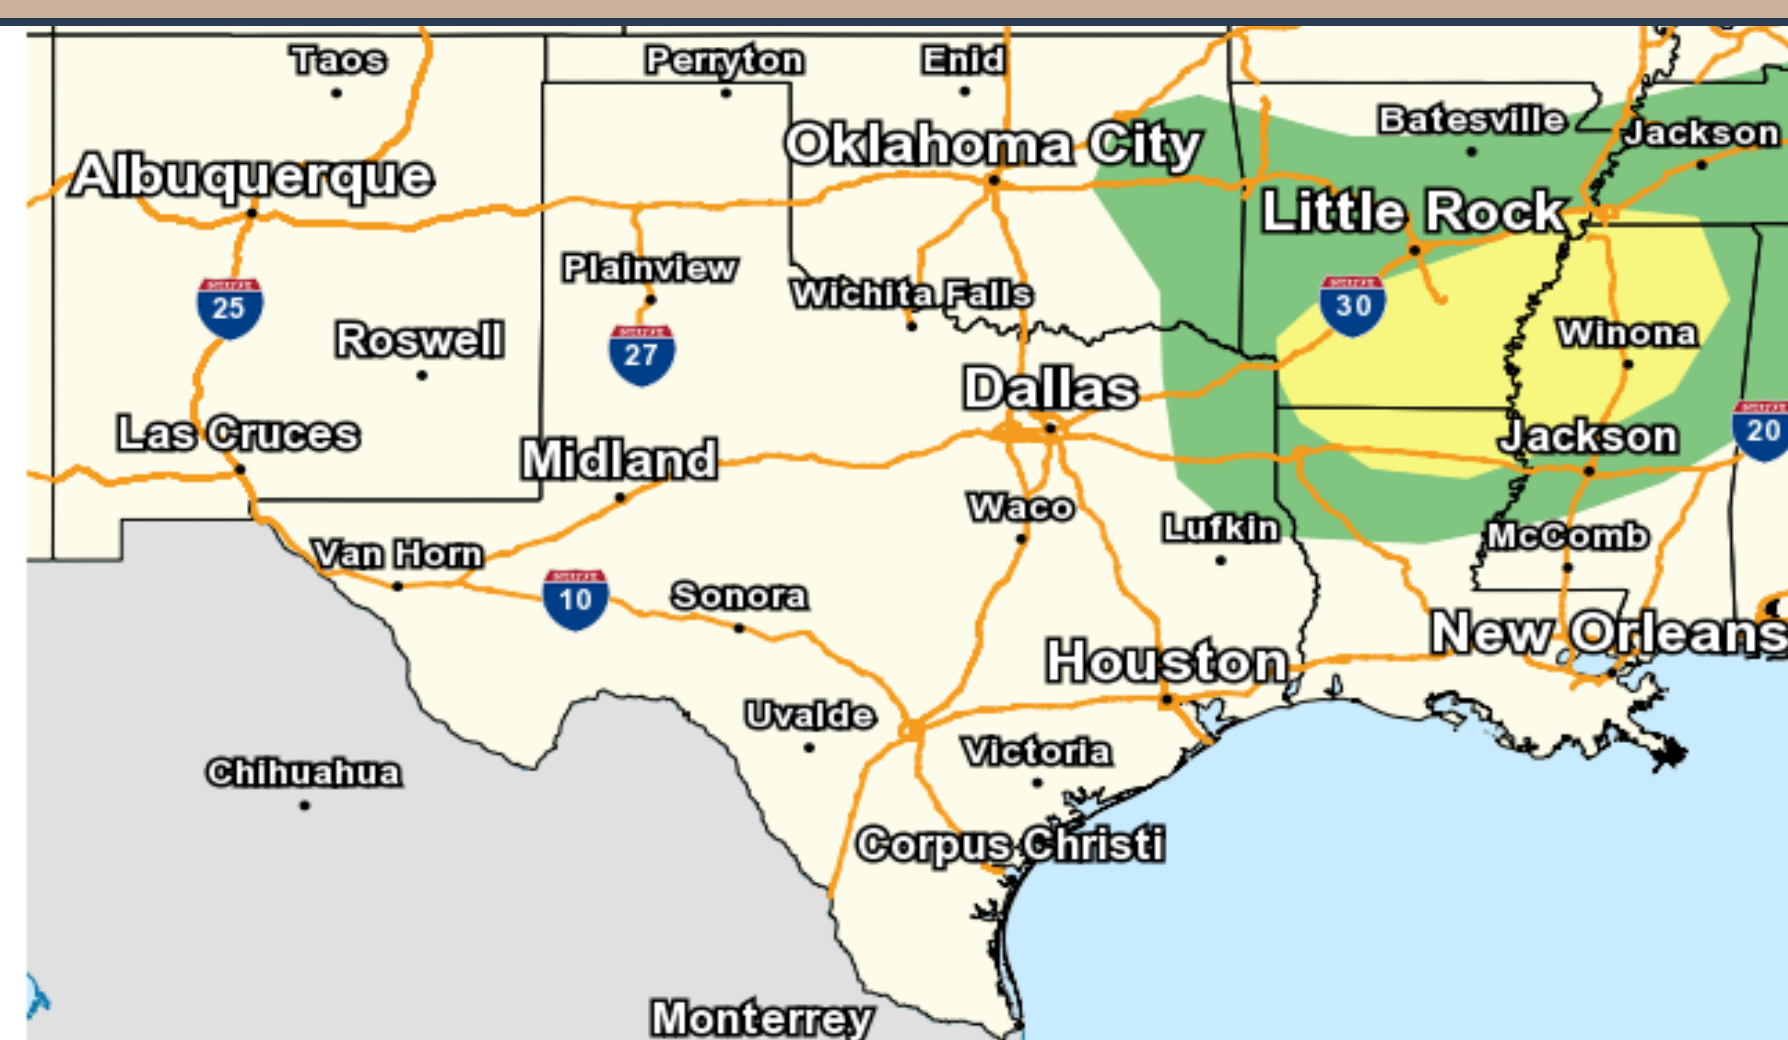 Taos
Perryton
Enid
Batesville
Jackson
Oklahoma City
Albuquerque
Little Rock
Plainview
Wichita Falls
25
30
Roswell
27
Winona
Dallas
20
Las Cruces
Midland
Jackson
Waco
Lufkin
McComb
Van Horn
10
Sonora
New Orleans
Houston
Uvalde
Victoria
Chihuahua
Corpus Christi
Monterrey